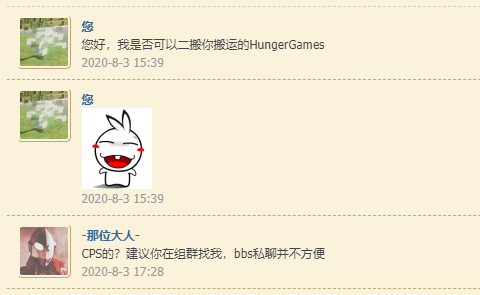 您
您好，我是否可以二搬你搬运的HungerGames
2020-8-3 15:39
您
2020-8-3 15:39
-那位大人-
CPS的？建议你在组群找我，bbs私聊并不方便
2020-8-3 17:28